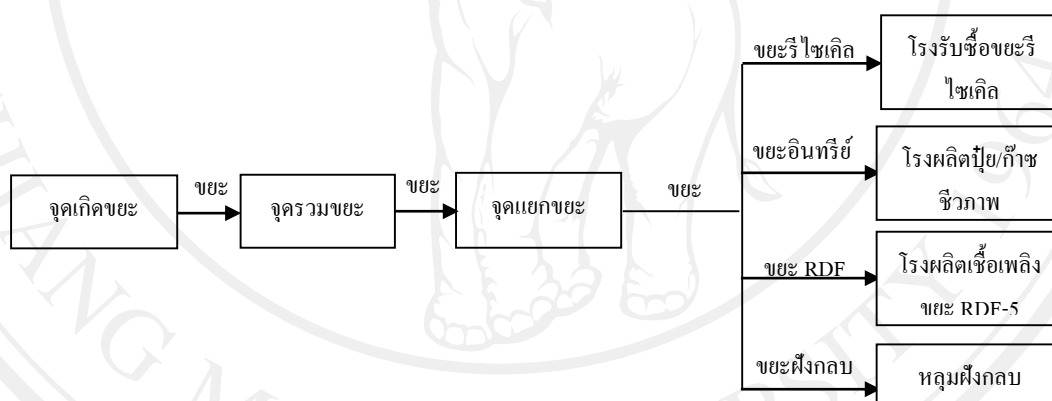 ขยะรีไซเคิล
โรงรับซื้อขยะรี
ไซเคิล
ขยะอินทรีย์
โรงผลิตปุ๋ย/ก๊าซ
ชีวภาพ
จุดเกิดขยะ
ขยะ
จุดรวมขยะ
ขยะ
จุดแยกขยะ
ขยะ
ขยะ RDF
โรงผลิตเชื้อเพลิง
ขยะ RDF-5
ขยะฝังกลบ
หลุมฝังกลบ